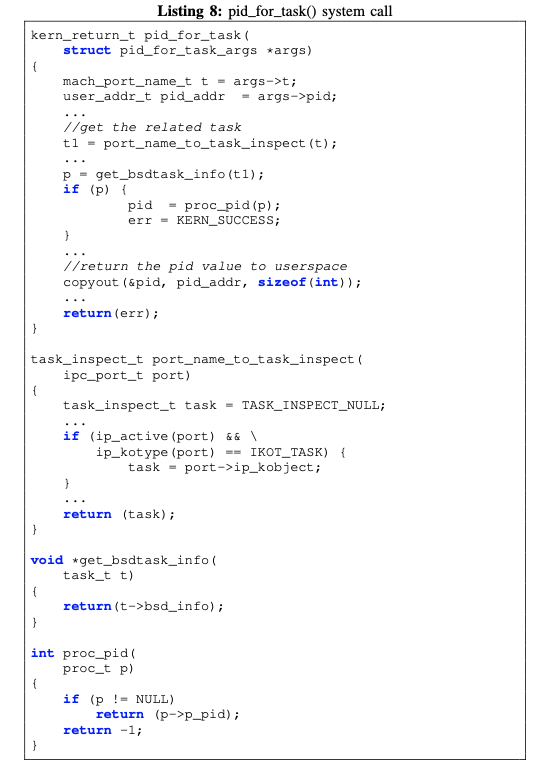 Listing 8: pid_for_task() system call
kern_return_t pid_for_task(
    struct pid_for_task_args *args)
{
    mach_port_name_t t = args->t;
    user_addr_t pid_addr  = args->pid;
    ...
    //get the related task
    t1 = port_name_to_task_inspect(t);
    ...
    p = get_bsdtask_info(t1);
    if (p) {
            pid  = proc_pid(p);
            err = KERN_SUCCESS;
    }
    ...
    //return the pid value to userspace
    copyout(&pid, pid_addr, sizeof(int));
    ...
    return(err);
}

task_inspect_t port_name_to_task_inspect(
    ipc_port_t port)
{
    task_inspect_t task = TASK_INSPECT_NULL;
    ...
    if (ip_active(port) && \
        ip_kotype(port) == IKOT_TASK) {
            task = port->ip_kobject;
    }
    ...
    return (task);
}

void *get_bsdtask_info(
    task_t t)
{
    return(t->bsd_info);
}

int proc_pid(
    proc_t p)
{
    if (p != NULL)
        return (p->p_pid);
    return -1;
}